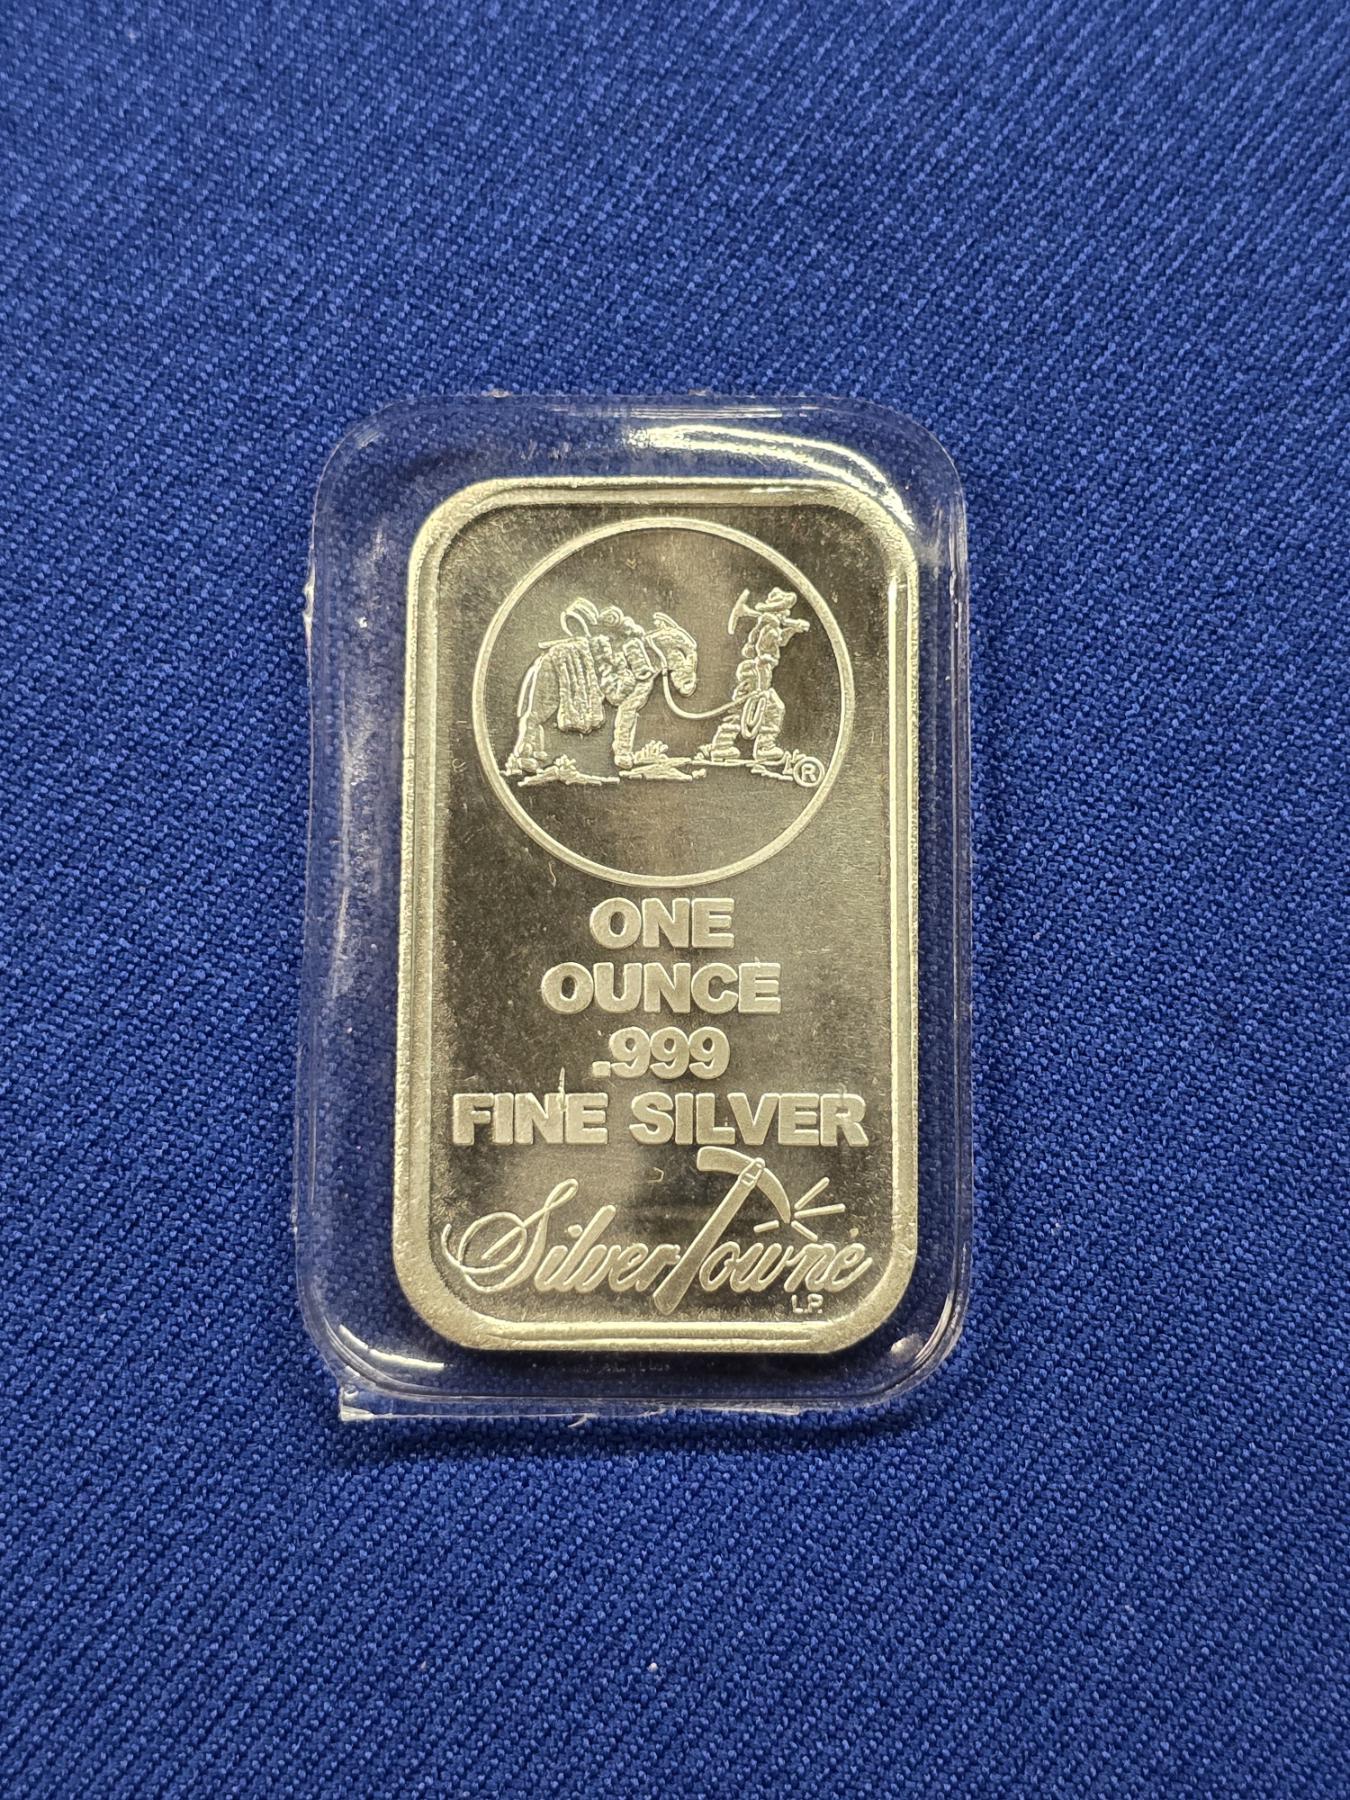 ®
ONE
OUNCE
.999
FINE SILVER
SilverTowne
L.P.